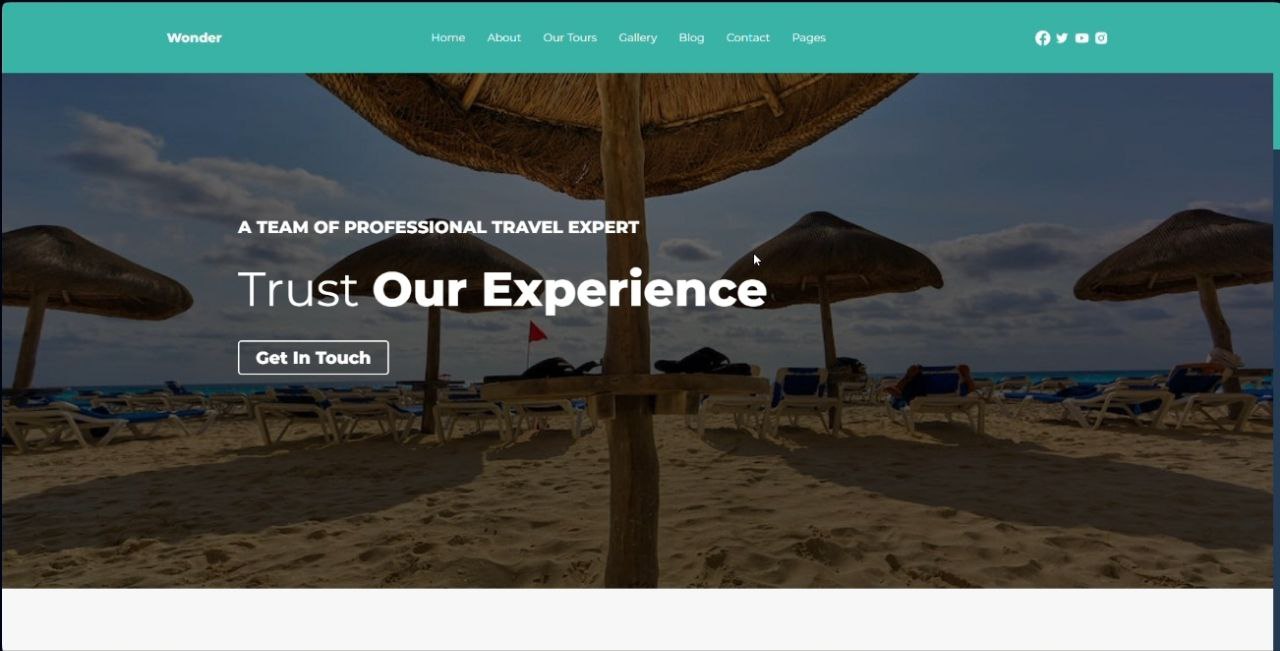 Wonder Home About Our Tours Gallery Blog Contact Pages
A TEAM OF PROFESSIONAL TRAVEL EXPERT
Trust Our Experience
Get In Touch